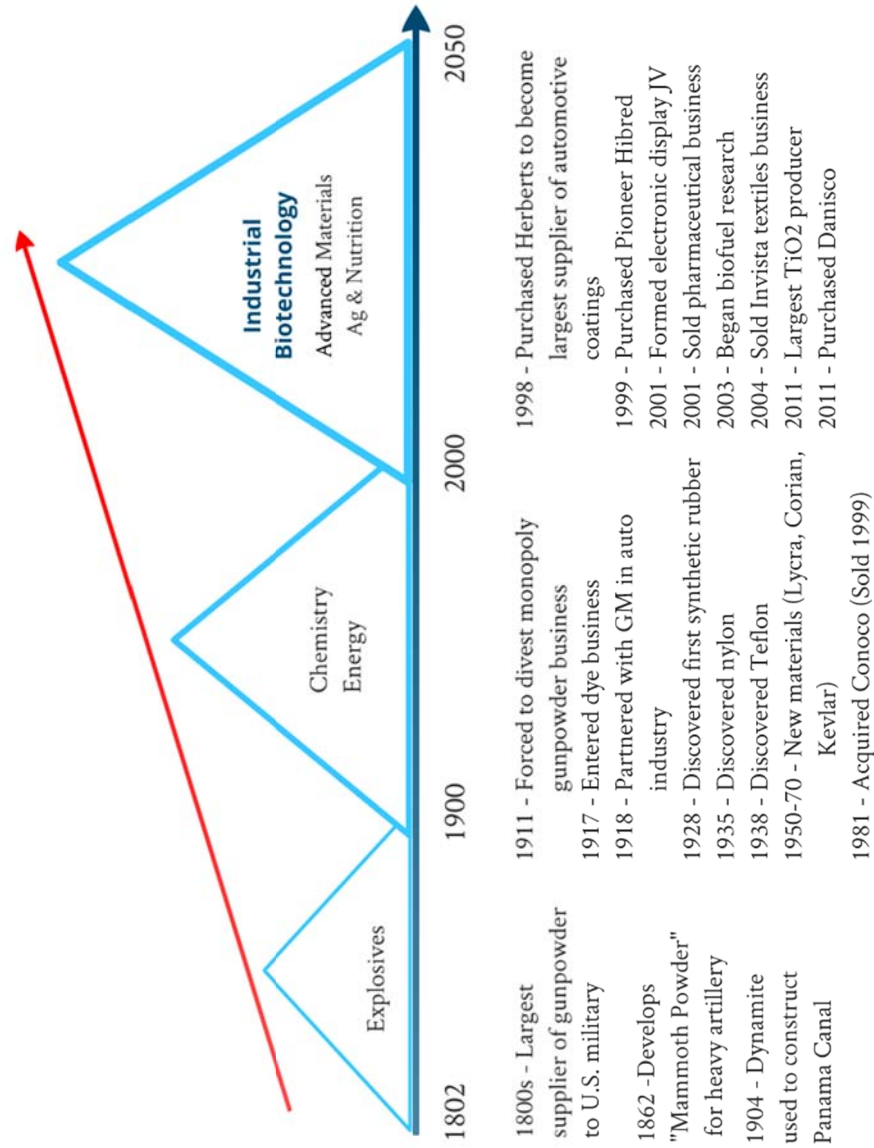 Explosives
Chemistry
Energy
Industrial
Biotechnology
Advanced Materials
Ag & Nutrition
1802
1900
2000
2050
1800s - Largest
supplier of gunpowder
to U.S. military
1862 -Develops
"Mammoth Powder"
for heavy artillery
1904 - Dynamite
used to construct
Panama Canal
1911 - Forced to divest monopoly
gunpowder business
1917 - Entered dye business
1918 - Partnered with GM in auto
industry
1928 - Discovered first synthetic rubber
1935 - Discovered nylon
1938 - Discovered Teflon
1950-70 - New materials (Lycra, Corian,
Kevlar)
1981 - Acquired Conoco (Sold 1999)
1998 - Purchased Herberts to become
largest supplier of automotive
coatings
1999 - Purchased Pioneer Hibred
2001 - Formed electronic display JV
2001 - Sold pharmaceutical business
2003 - Began biofuel research
2004 - Sold Invista textiles business
2011 - Largest TiO2 producer
2011 - Purchased Danisco